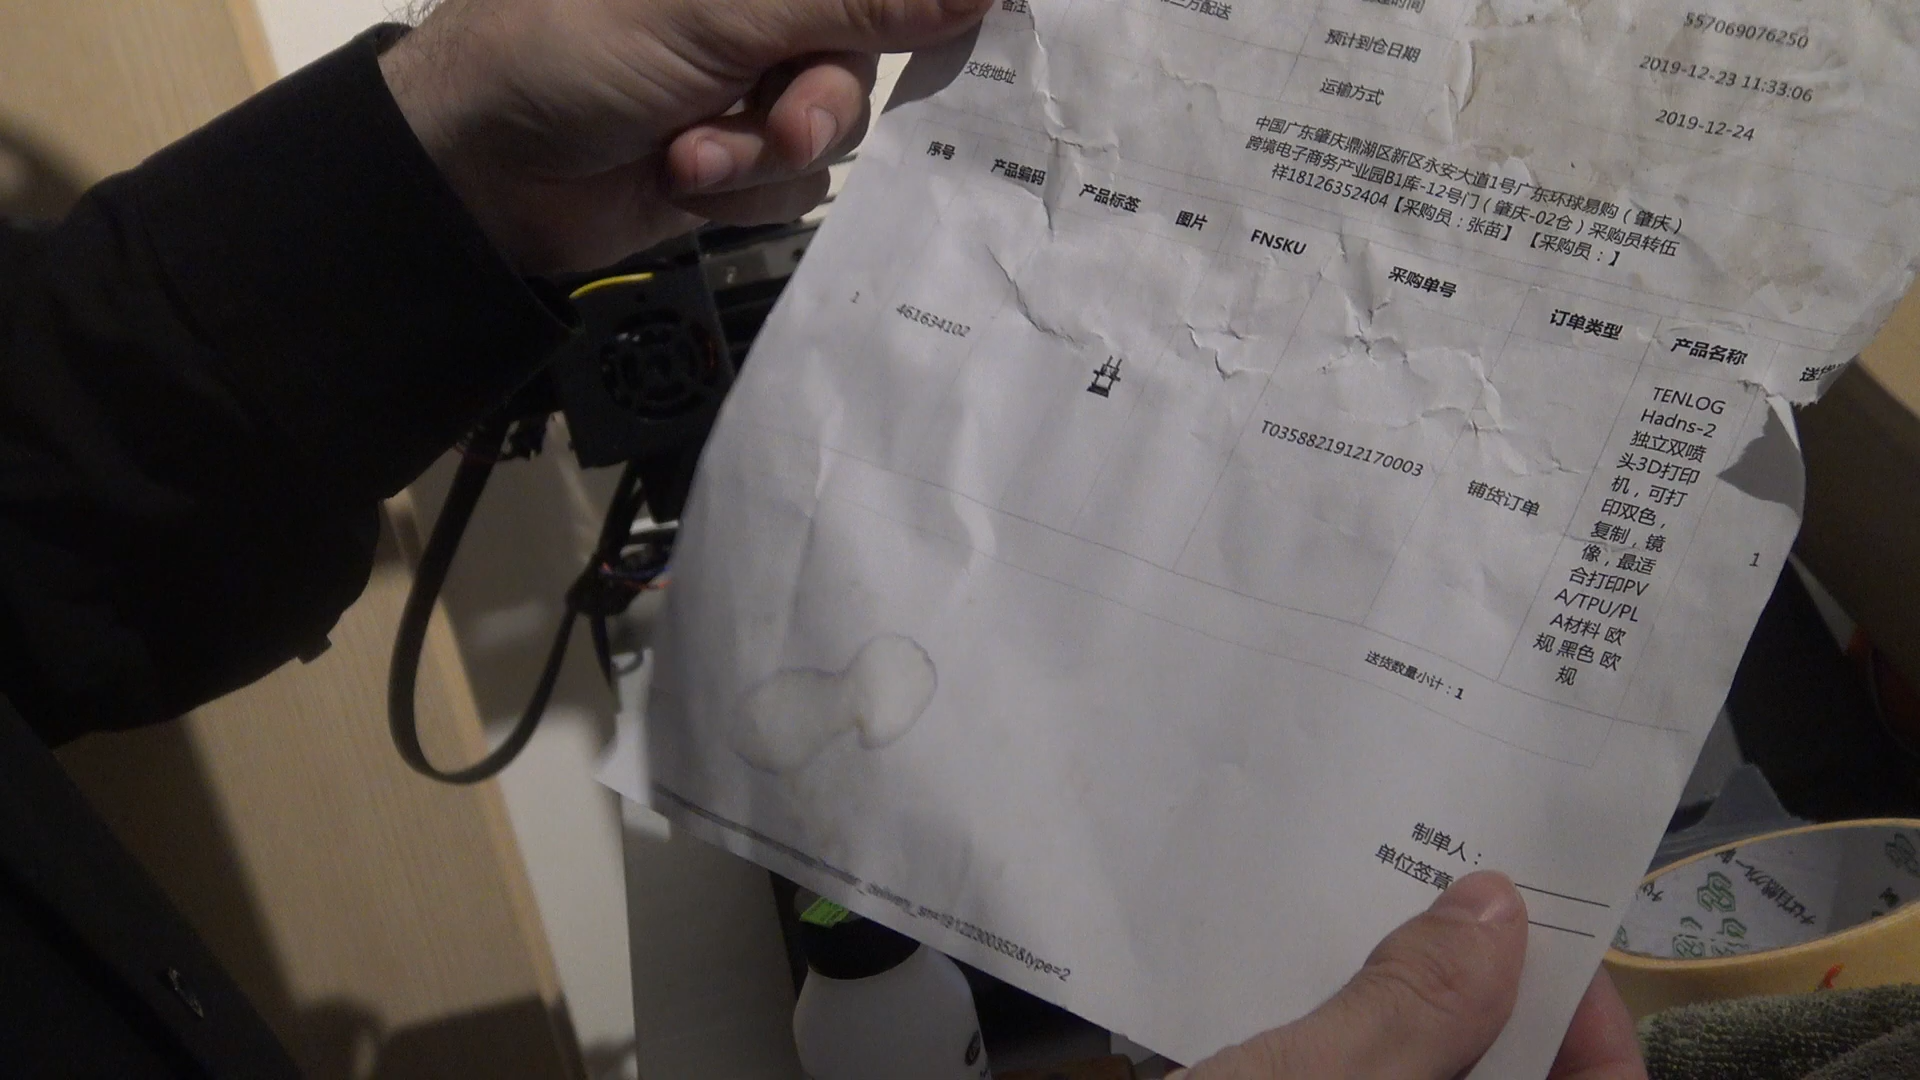 备注
三方配送
557069076250
预计到仓日期
2019-12-23 11:33:06
交货地址
运输方式
2019-12-24
中国广东肇庆鼎湖区新区永安大道1号广东环球易购（肇庆）
跨境电子商务产业园B1库-12号门（肇庆-02仓）采购员转伍
祥18126352404【采购员：张苗】【采购员：】
序号 产品编码 产品标签 图片 FNSKU 采购单号 订单类型 产品名称
1 461634102 T0358821912170003 铺货订单
TENLOG
Hadns-2
独立双喷
头3D打印
机，可打
印双色，
复制，镜
像，最适
合打印PV
A/TPU/PL
A材料 欧
规 黑色 欧
规
1
送货数量小计：1
制单人：
单位签章
19122300352&type=2